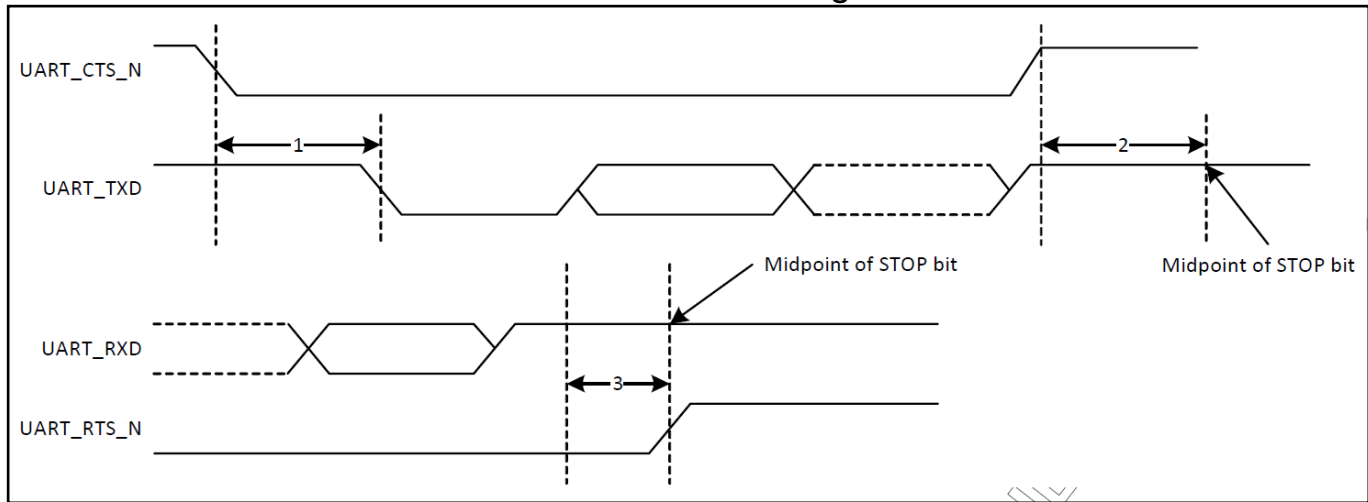 UART_CTS_N
1
2
UART_TXD
Midpoint of STOP bit
Midpoint of STOP bit
UART_RXD
3
UART_RTS_N